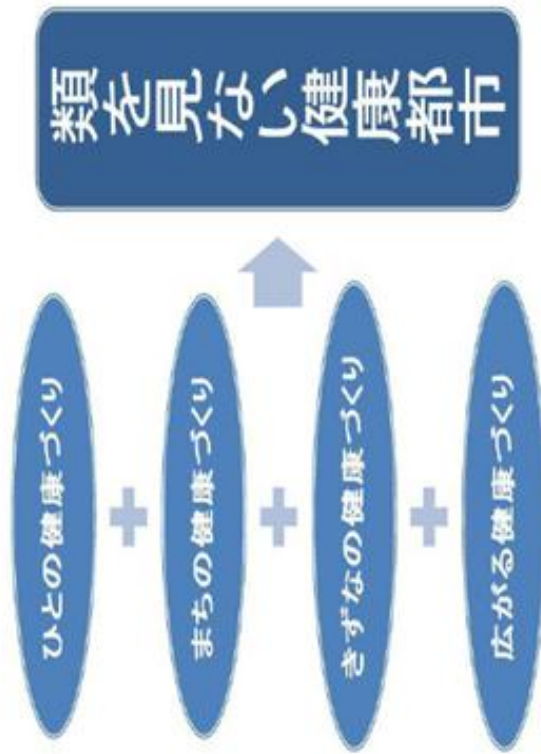 ひとの健康づくり
まちの健康づくり
きずなの健康づくり
広がる健康づくり
類を見ない健康都市